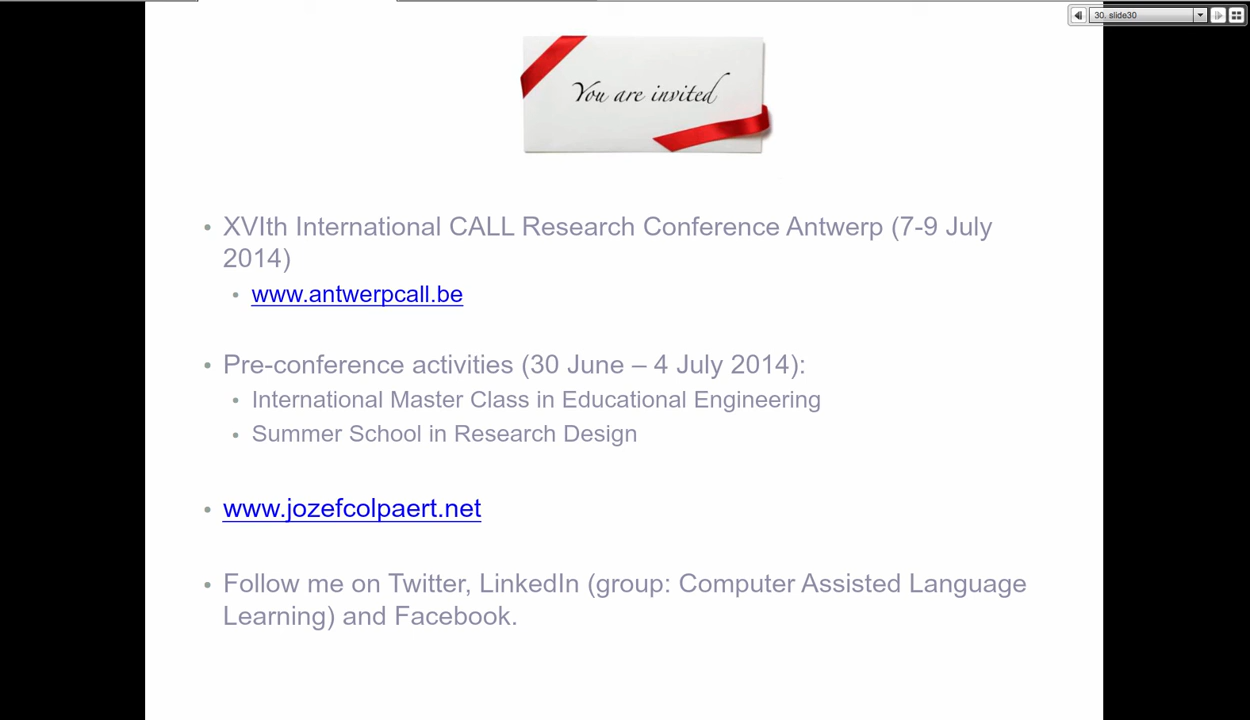 30. slide30
You are invited
• XVIth International CALL Research Conference Antwerp (7-9 July
2014)
• www.antwerpcall.be
• Pre-conference activities (30 June – 4 July 2014):
• International Master Class in Educational Engineering
• Summer School in Research Design
• www.jozefcolpaert.net
• Follow me on Twitter, LinkedIn (group: Computer Assisted Language
Learning) and Facebook.